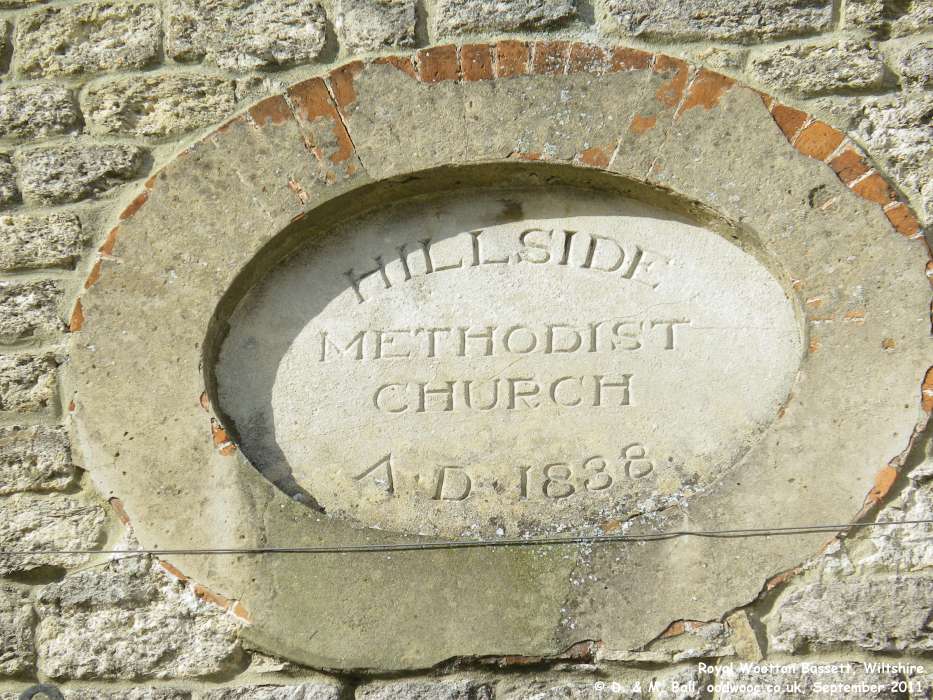 HILLSIDE
METHODIST
CHURCH
A D. 1838.
Royal Wootton Bassett, Wiltshire
© D. & M. Ball, oodwooc.co.uk, September 2011